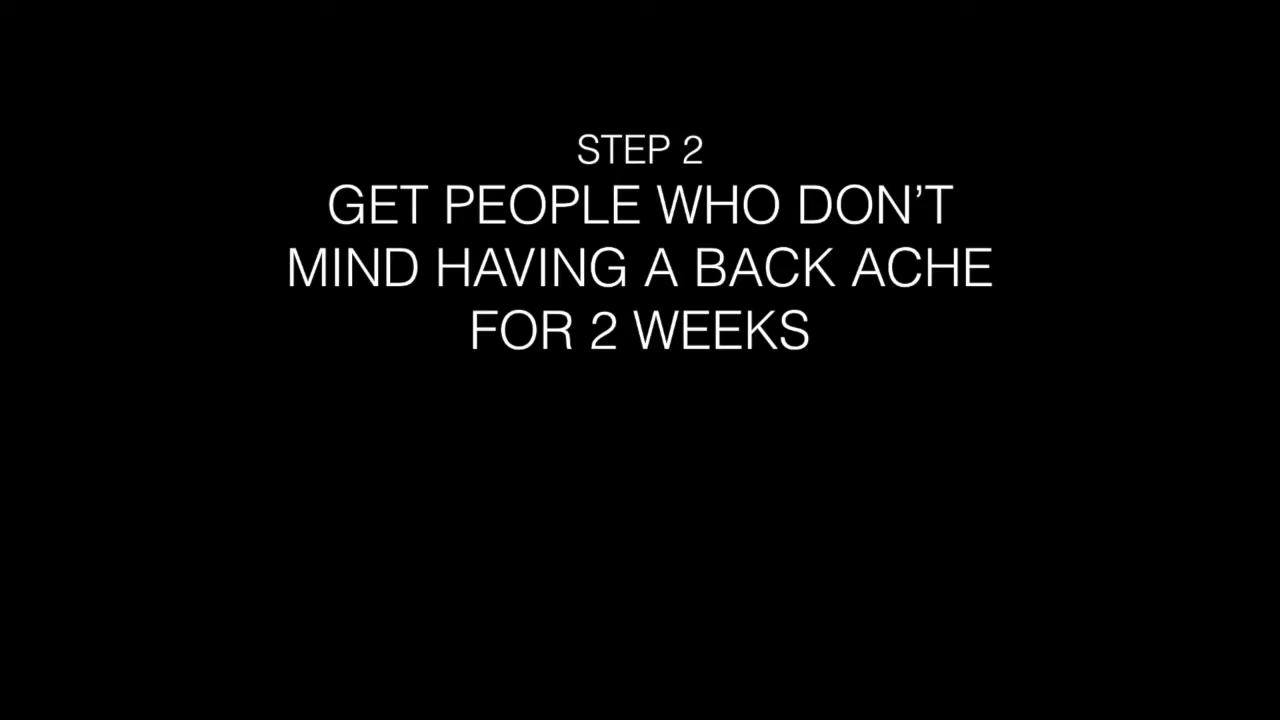 STEP 2
GET PEOPLE WHO DON’T
MIND HAVING A BACK ACHE
FOR 2 WEEKS